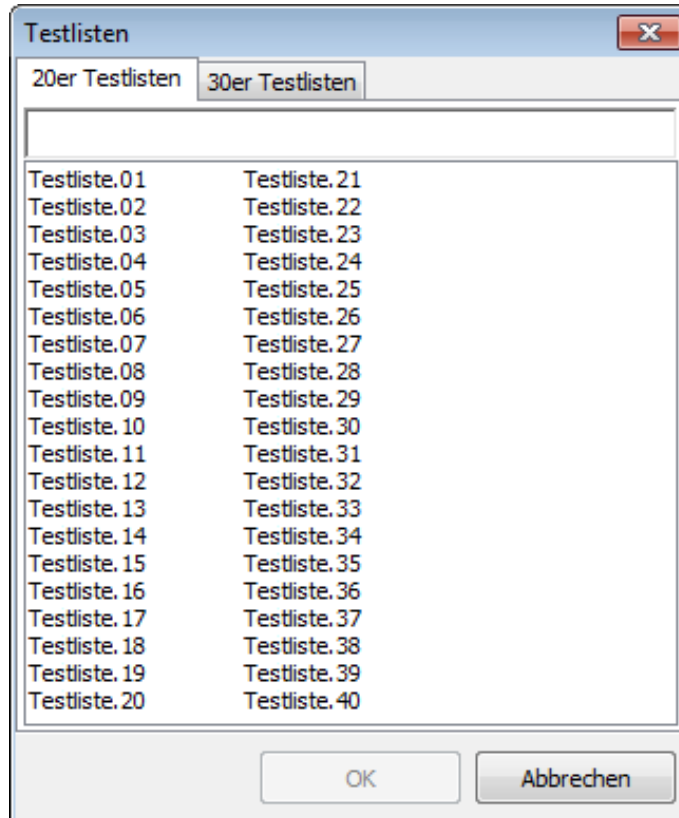 Testlisten
20er Testlisten 30er Testlisten
Testliste.01 Testliste.21
Testliste.02 Testliste.22
Testliste.03 Testliste.23
Testliste.04 Testliste.24
Testliste.05 Testliste.25
Testliste.06 Testliste.26
Testliste.07 Testliste.27
Testliste.08 Testliste.28
Testliste.09 Testliste.29
Testliste.10 Testliste.30
Testliste.11 Testliste.31
Testliste.12 Testliste.32
Testliste.13 Testliste.33
Testliste.14 Testliste.34
Testliste.15 Testliste.35
Testliste.16 Testliste.36
Testliste.17 Testliste.37
Testliste.18 Testliste.38
Testliste.19 Testliste.39
Testliste.20 Testliste.40
OK Abbrechen